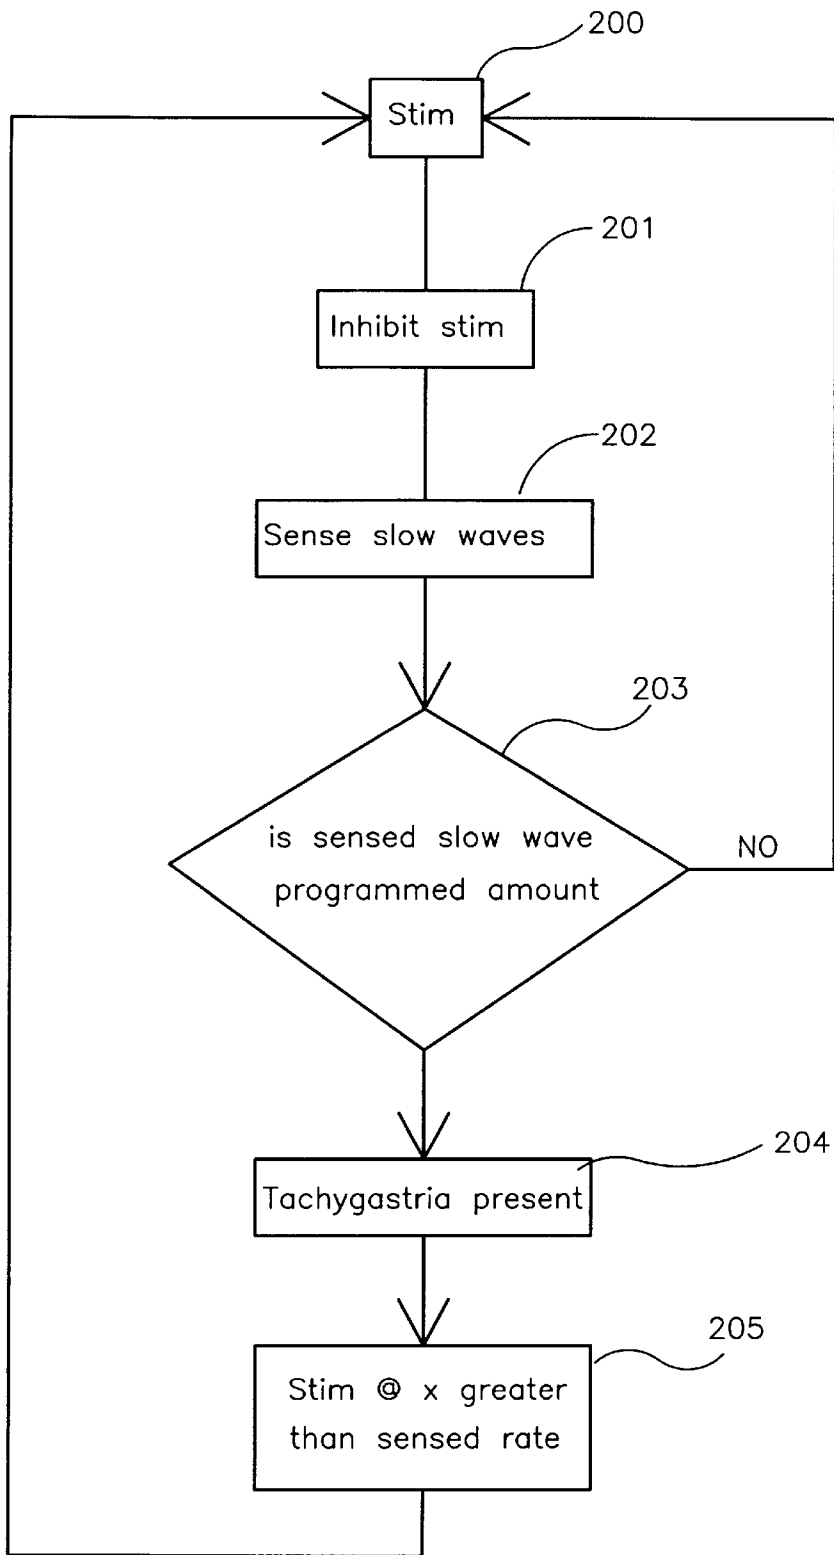 200
Stim
201
Inhibit stim
202
Sense slow waves
203
is sensed slow wave
programmed amount
NO
204
Tachygastria present
205
Stim @ x greater
than sensed rate